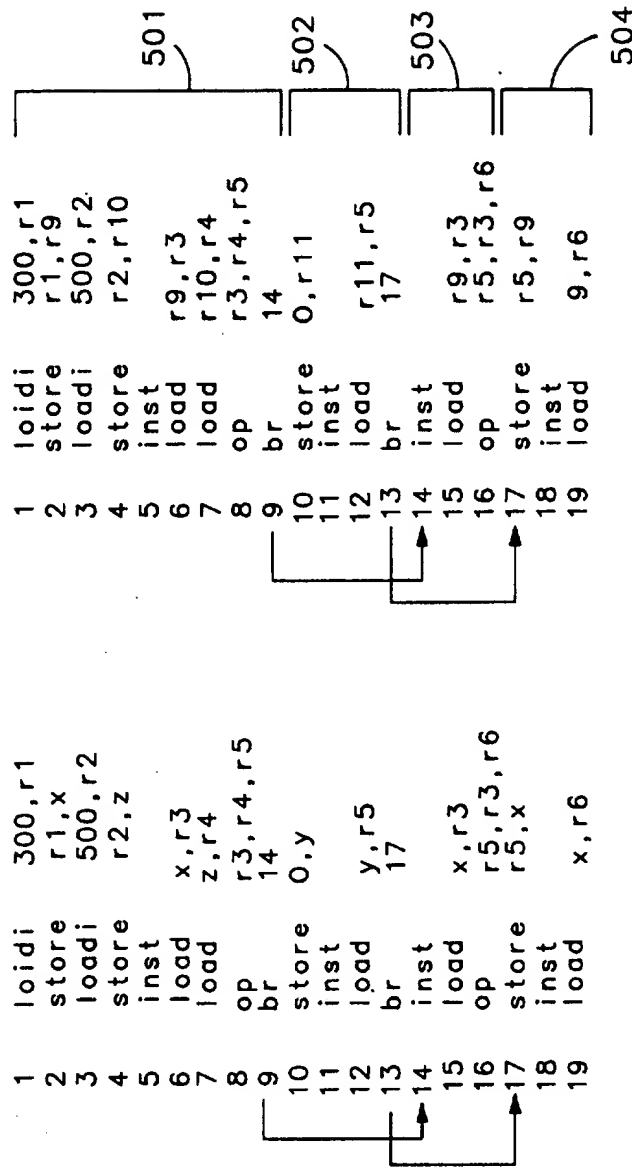 1 loidi 300,r1
2 store r1,x
3 loadi 500,r2
4 store r2,z
5 inst
6 load x,r3
7 load z,r4
8 op r3,r4,r5
9 br 14
10 store 0,y
11 inst
12 load y,r5
13 br 17
14 inst
15 load x,r3
16 op r5,r3,r6
17 store r5,x
18 inst
19 load x,r6
1 loidi 300,r1
2 store r1,r9
3 loadi 500,r2
4 store r2,r10
5 inst
6 load r9,r3
7 load r10,r4
8 op r3,r4,r5
9 br 14
10 store 0,r11
11 inst
12 load r11,r5
13 br 17
14 inst
15 load r9,r3
16 op r5,r3,r6
17 store r5,r9
18 inst
19 load 9,r6
501
502
503
504